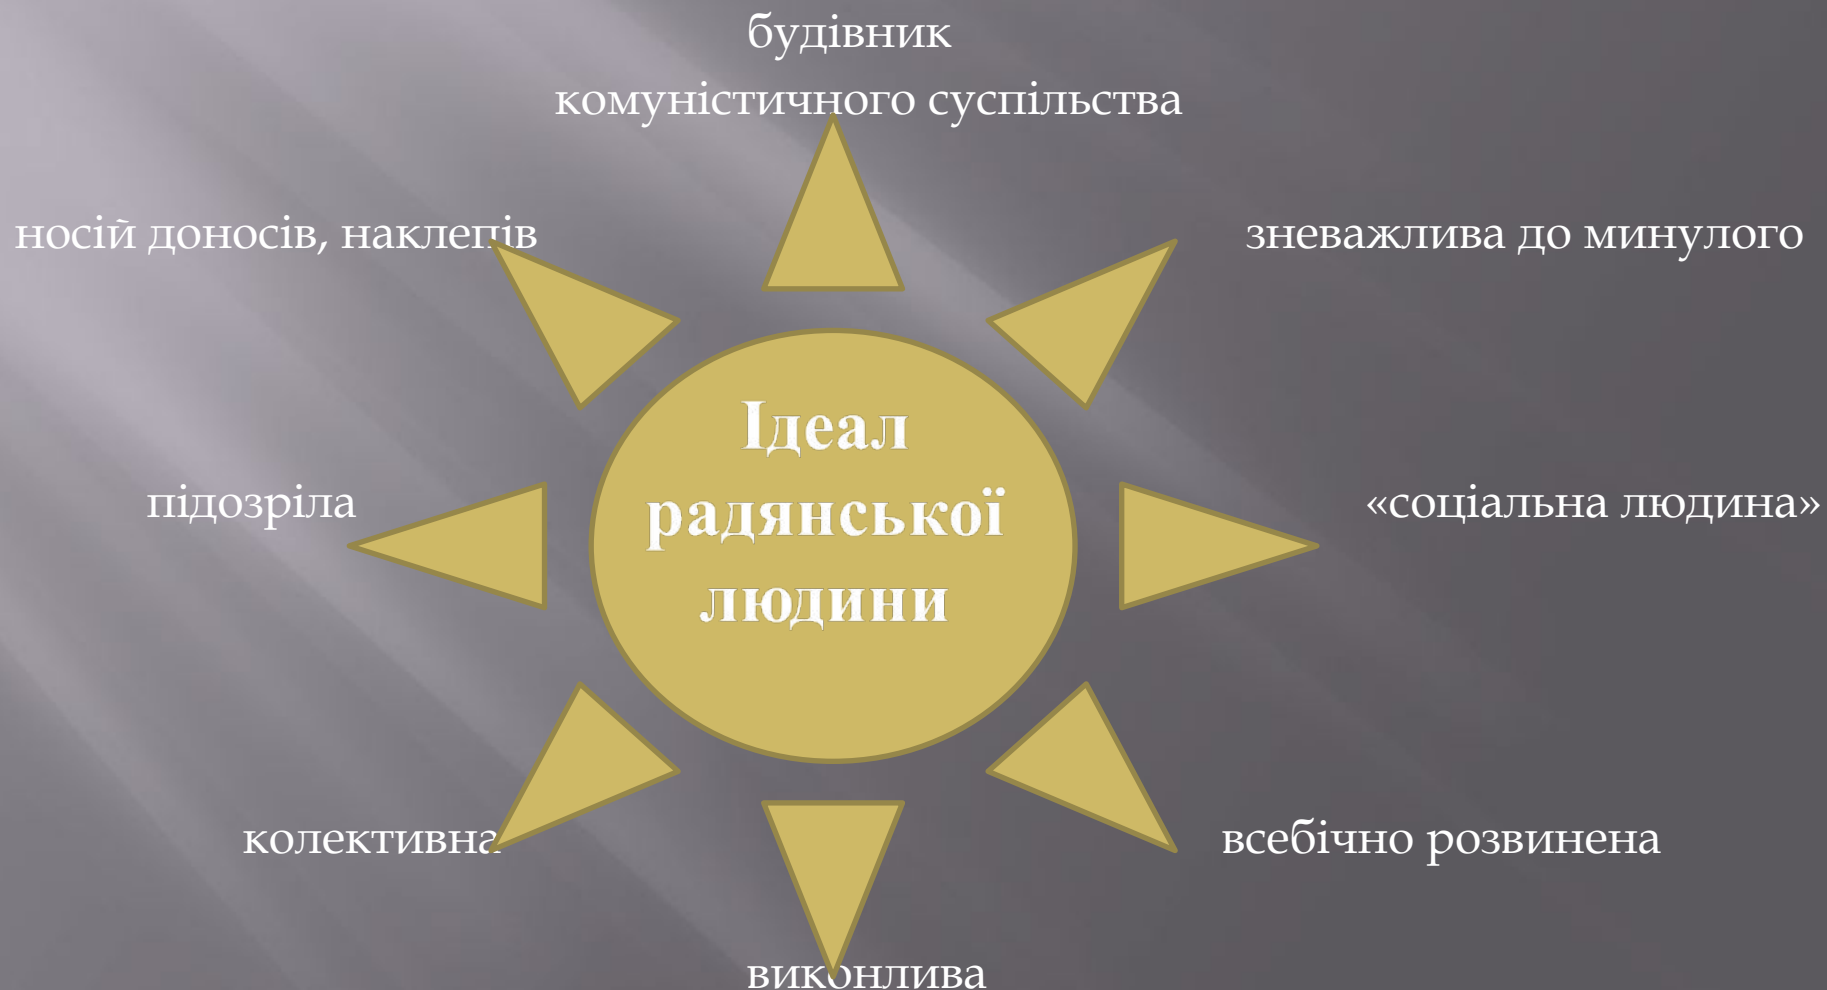 будівник
комуністичного суспільства
носій доносів, наклепів
зневажлива до минулого
Ідеал
радянської
людини
підозріла
«соціальна людина»
колективна
всебічно розвинена
виконлива